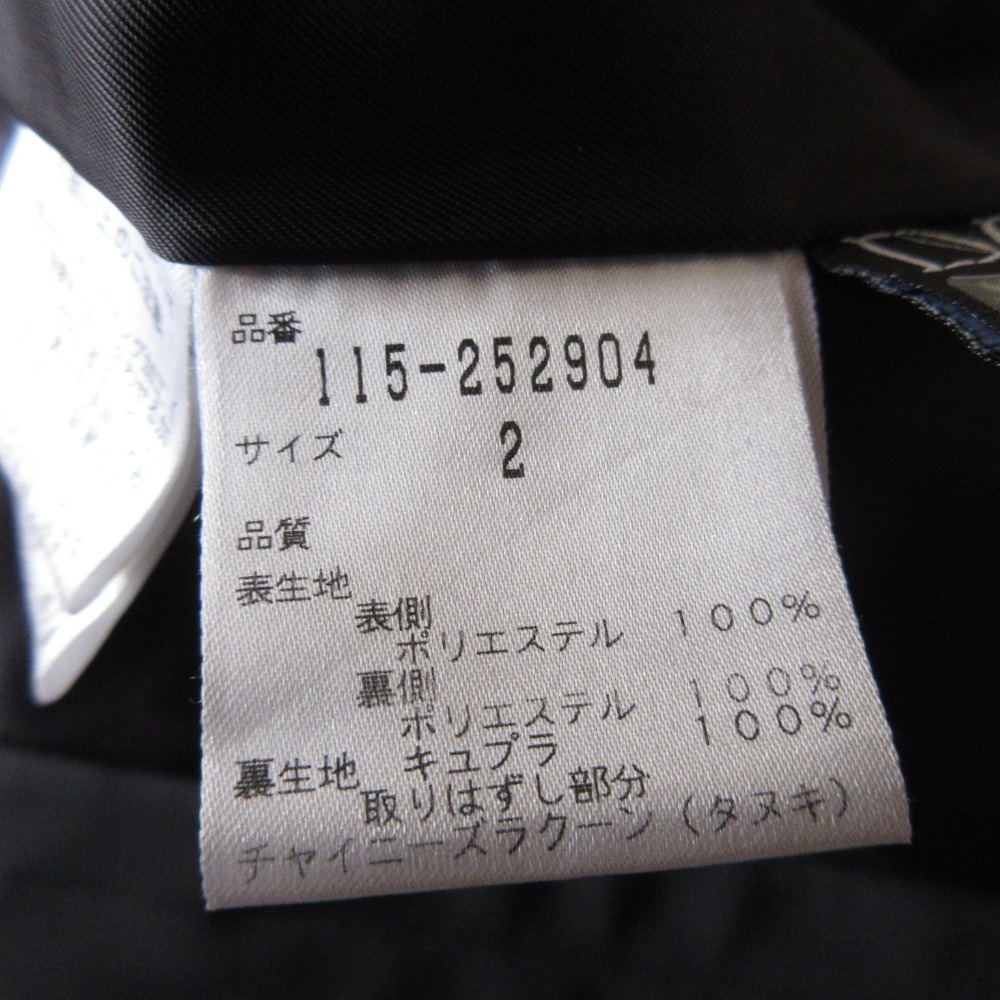 品番
115-252904
サイズ 2
品質
表生地
表側
ポリエステル 100%
裏側
ポリエステル 100%
裏生地 キュプラ 100%
取りはずし部分
チャイニーズラクーン(タヌキ)